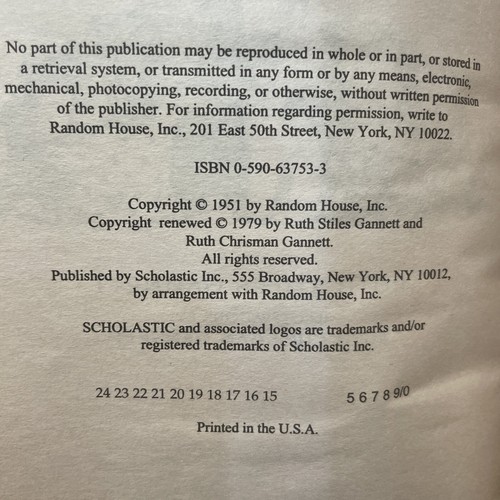 No part of this publication may be reproduced in whole or in part, or stored in
a retrieval system, or transmitted in any form or by any means, electronic,
mechanical, photocopying, recording, or otherwise, without written permission
of the publisher. For information regarding permission, write to
Random House, Inc., 201 East 50th Street, New York, NY 10022.
ISBN 0-590-63753-3
Copyright © 1951 by Random House, Inc.
Copyright renewed © 1979 by Ruth Stiles Gannett and
Ruth Chrisman Gannett.
All rights reserved.
Published by Scholastic Inc., 555 Broadway, New York, NY 10012,
by arrangement with Random House, Inc.
SCHOLASTIC and associated logos are trademarks and/or
registered trademarks of Scholastic Inc.
24 23 22 21 20 19 18 17 16 15 5 6 7 8 9/0
Printed in the U.S.A.